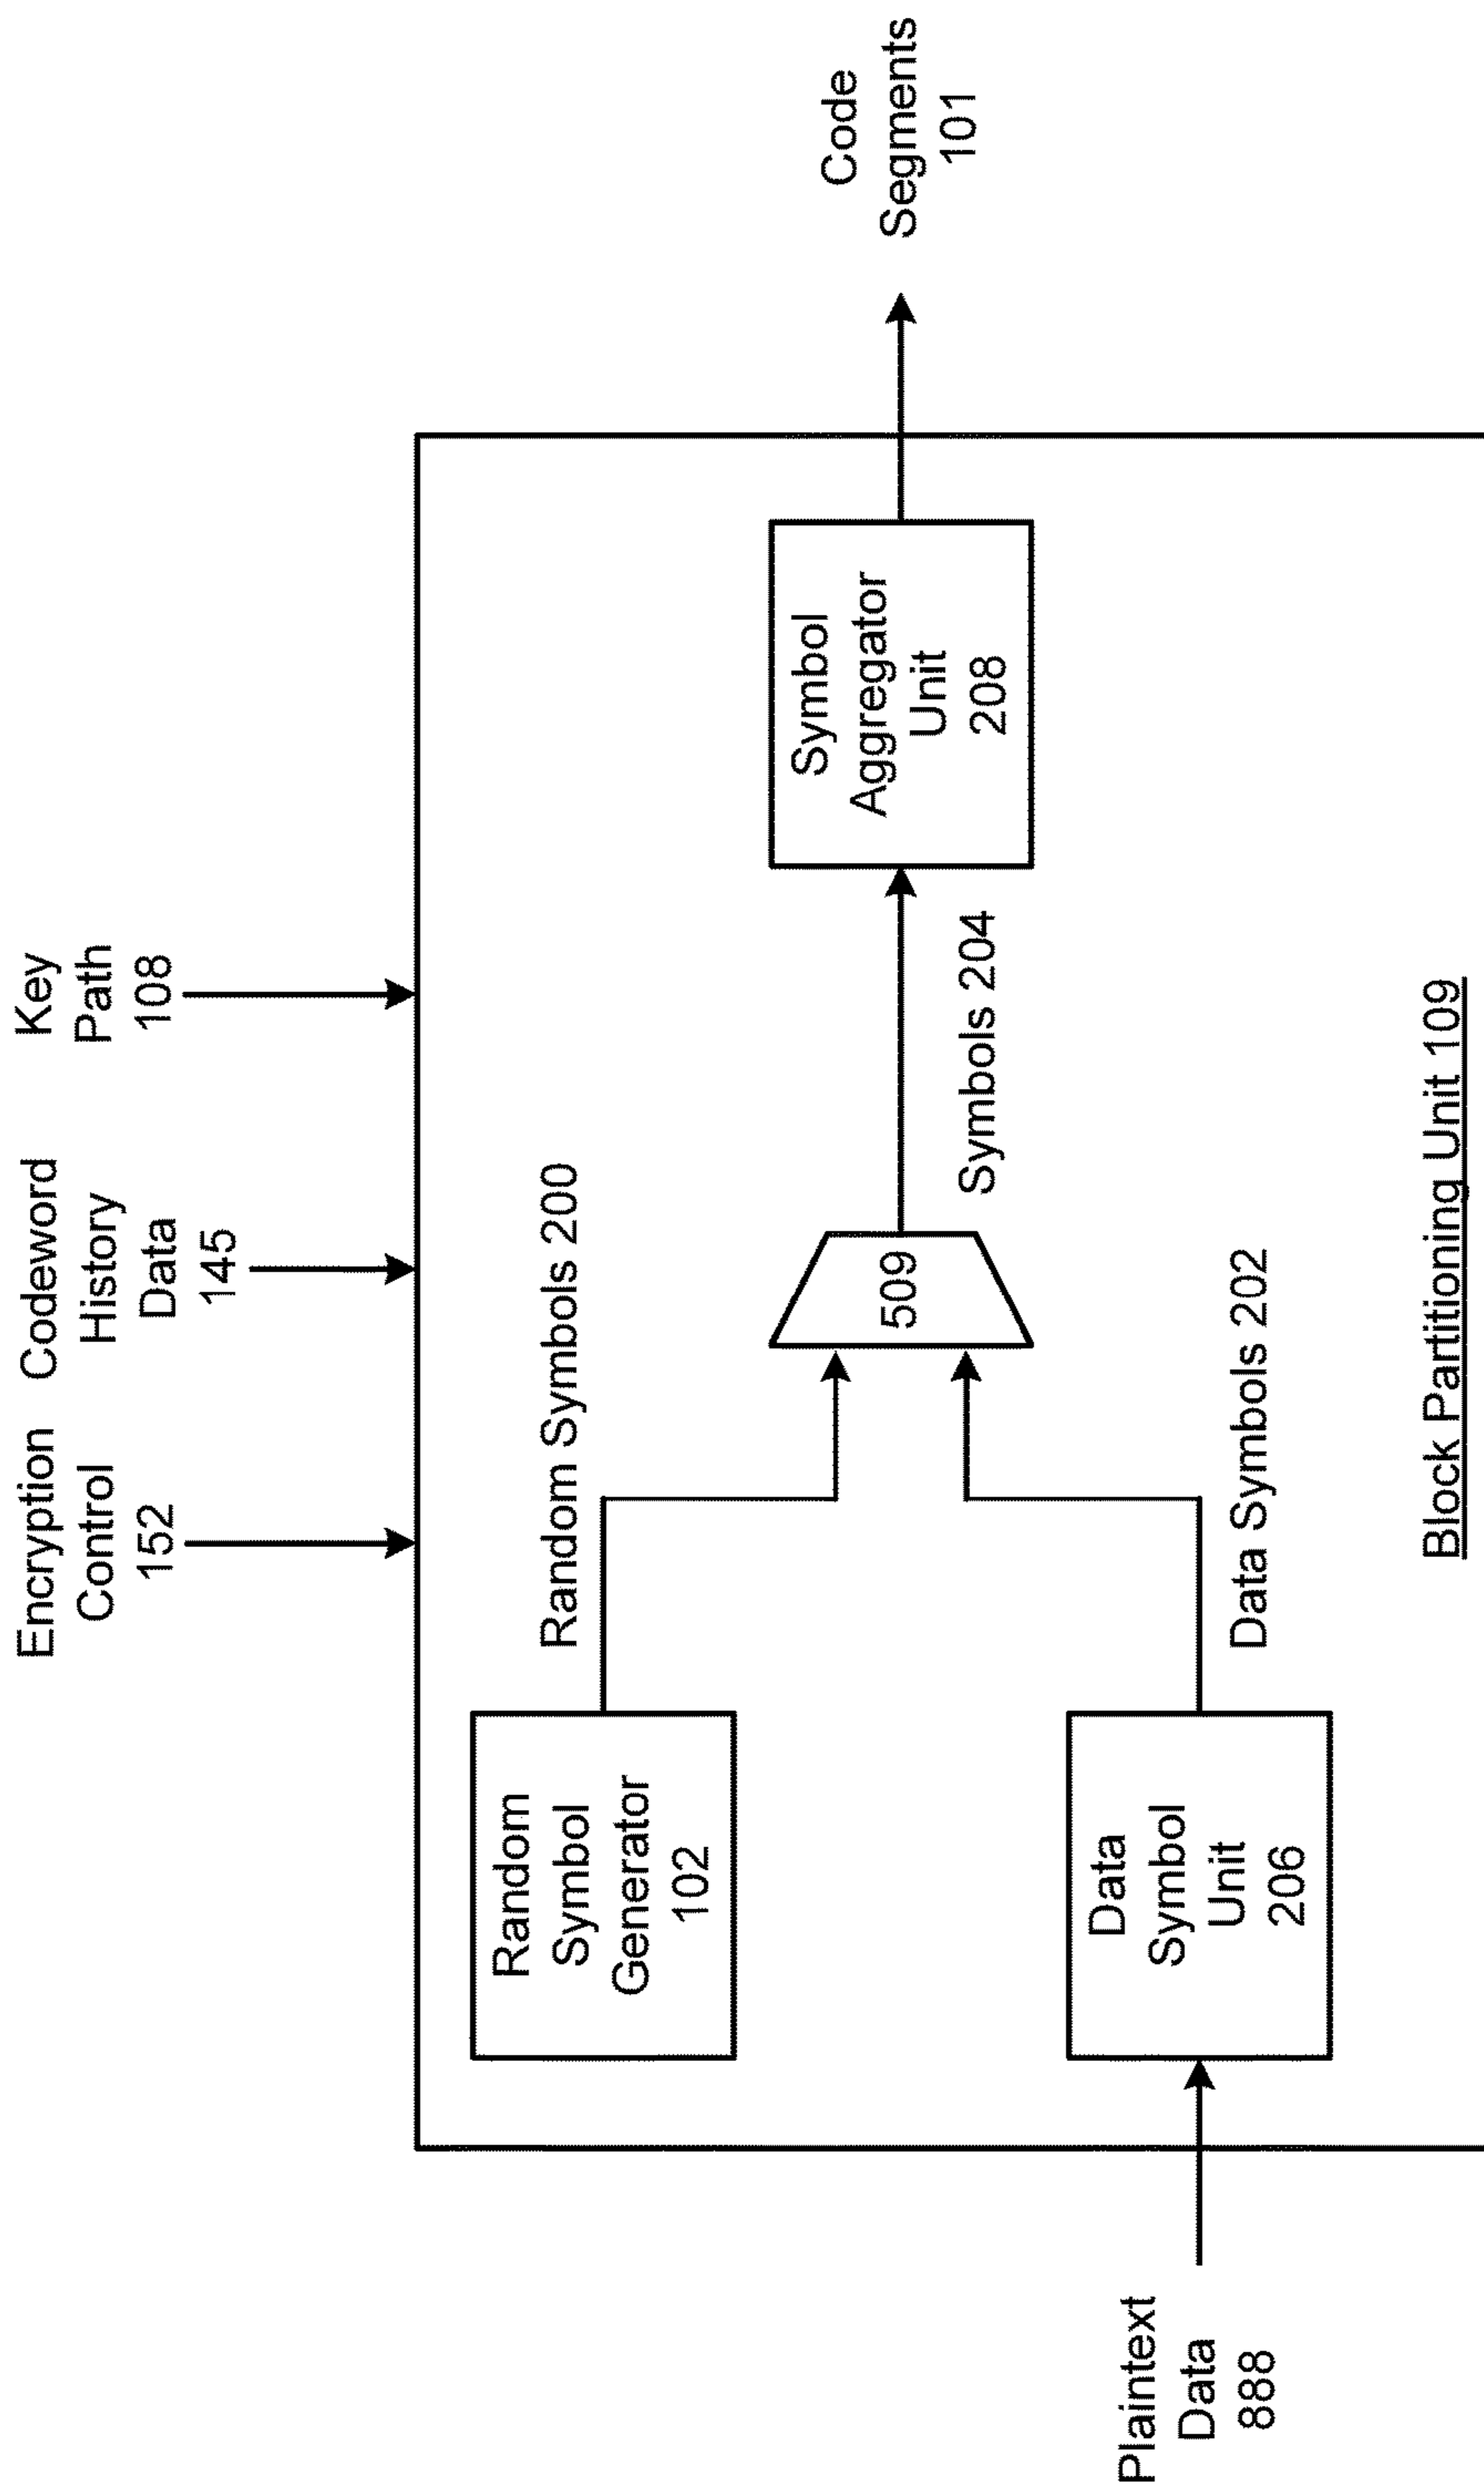 Encryption
Control
152
Codeword
History
Data
145
Key
Path
108
Random
Symbol
Generator
102
Random Symbols 200
509
Symbols 204
Symbol
Aggregator
Unit
208
Code
Segments
101
Plaintext
Data
888
Data
Symbol
Unit
206
Data Symbols 202
Block Partitioning Unit 109